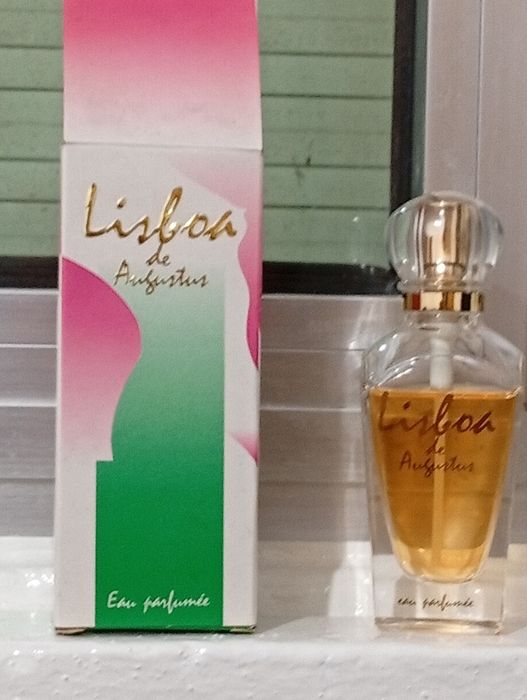 Lisboa
de
Augustus
Eau parfumée
Lisboa
de
Augustus
eau parfumée